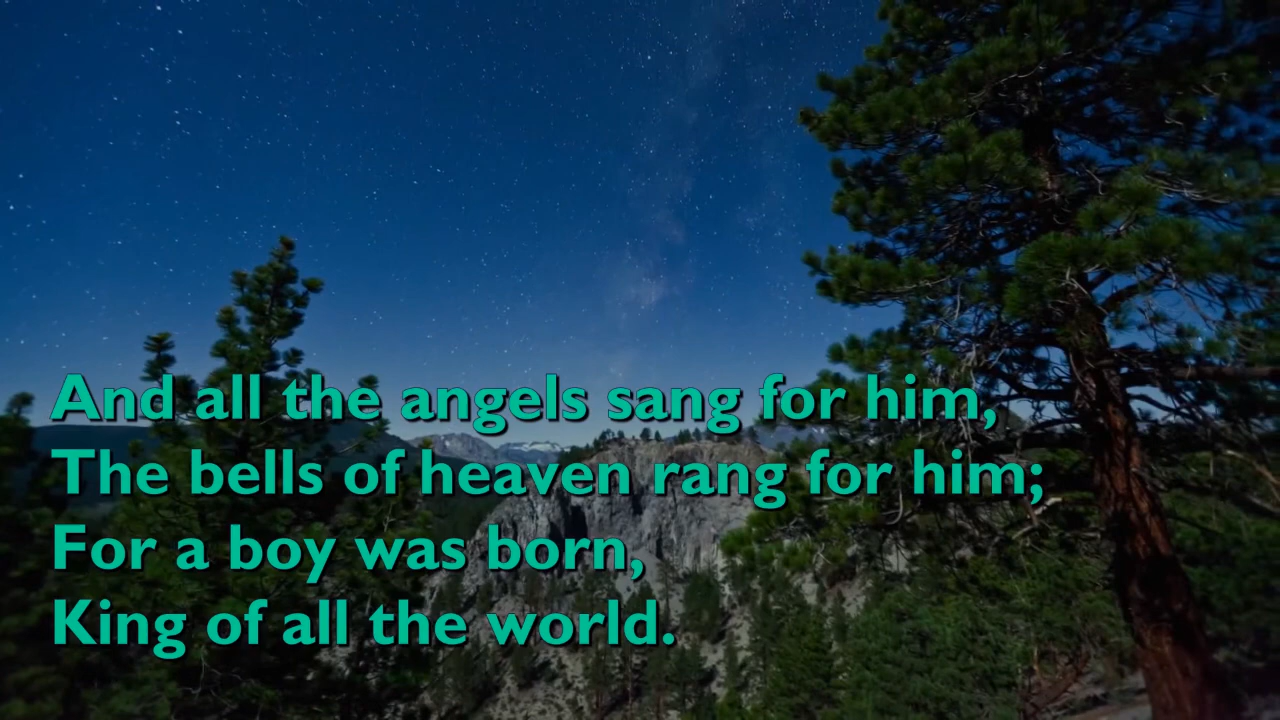 And all the angels sang for him,
The bells of heaven rang for him;
For a boy was born,
King of all the world.